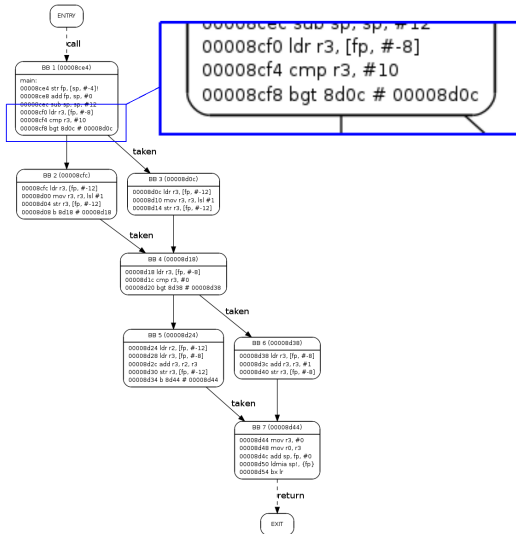 ENTRY
call
BB 1 (00008ce4)
main:
00008ce4 str fp, [sp, #-4]!
00008ce8 add fp, sp, #0
00008cec sub sp, sp, #12
00008cf0 ldr r3, [fp, #-8]
00008cf4 cmp r3, #10
00008cf8 bgt 8d0c # 00008d0c
00008cec sub sp, sp, #12
00008cf0 ldr r3, [fp, #-8]
00008cf4 cmp r3, #10
00008cf8 bgt 8d0c # 00008d0c
taken
BB 2 (00008cfc)
00008cfc ldr r3, [fp, #-12]
00008d00 mov r3, r3, lsl #1
00008d04 str r3, [fp, #-12]
00008d08 b 8d18 # 00008d18
BB 3 (00008d0c)
00008d0c ldr r3, [fp, #-12]
00008d10 mov r3, r3, lsl #1
00008d14 str r3, [fp, #-12]
taken
BB 4 (00008d18)
00008d18 ldr r3, [fp, #-8]
00008d1c cmp r3, #0
00008d20 bgt 8d38 # 00008d38
taken
BB 5 (00008d24)
00008d24 ldr r2, [fp, #-12]
00008d28 ldr r3, [fp, #-8]
00008d2c add r3, r2, r3
00008d30 str r3, [fp, #-12]
00008d34 b 8d44 # 00008d44
BB 6 (00008d38)
00008d38 ldr r3, [fp, #-8]
00008d3c add r3, r3, #1
00008d40 str r3, [fp, #-8]
taken
BB 7 (00008d44)
00008d44 mov r3, #0
00008d48 mov r0, r3
00008d4c add sp, fp, #0
00008d50 ldmia sp!, {fp}
00008d54 bx lr
return
EXIT